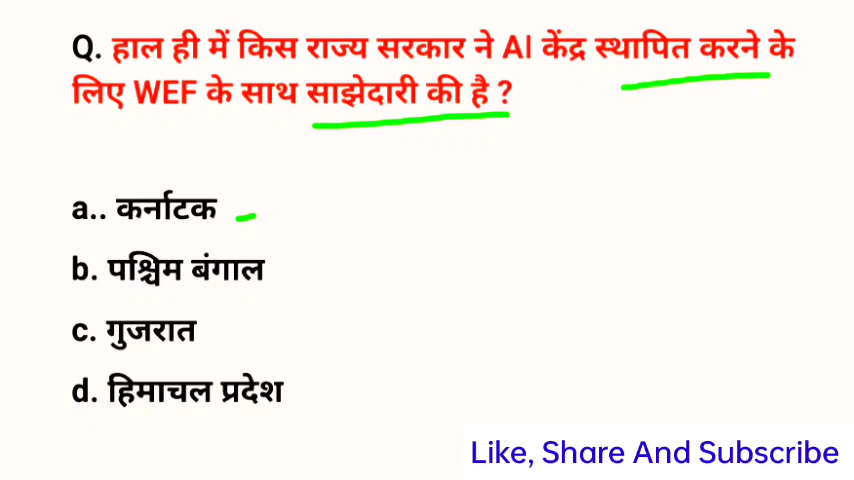 Q. हाल ही में किस राज्य सरकार ने AI केंद्र स्थापित करने के
लिए WEF के साथ साझेदारी की है ?
a.. कर्नाटक
b. पश्चिम बंगाल
c. गुजरात
d. हिमाचल प्रदेश
Like, Share And Subscribe